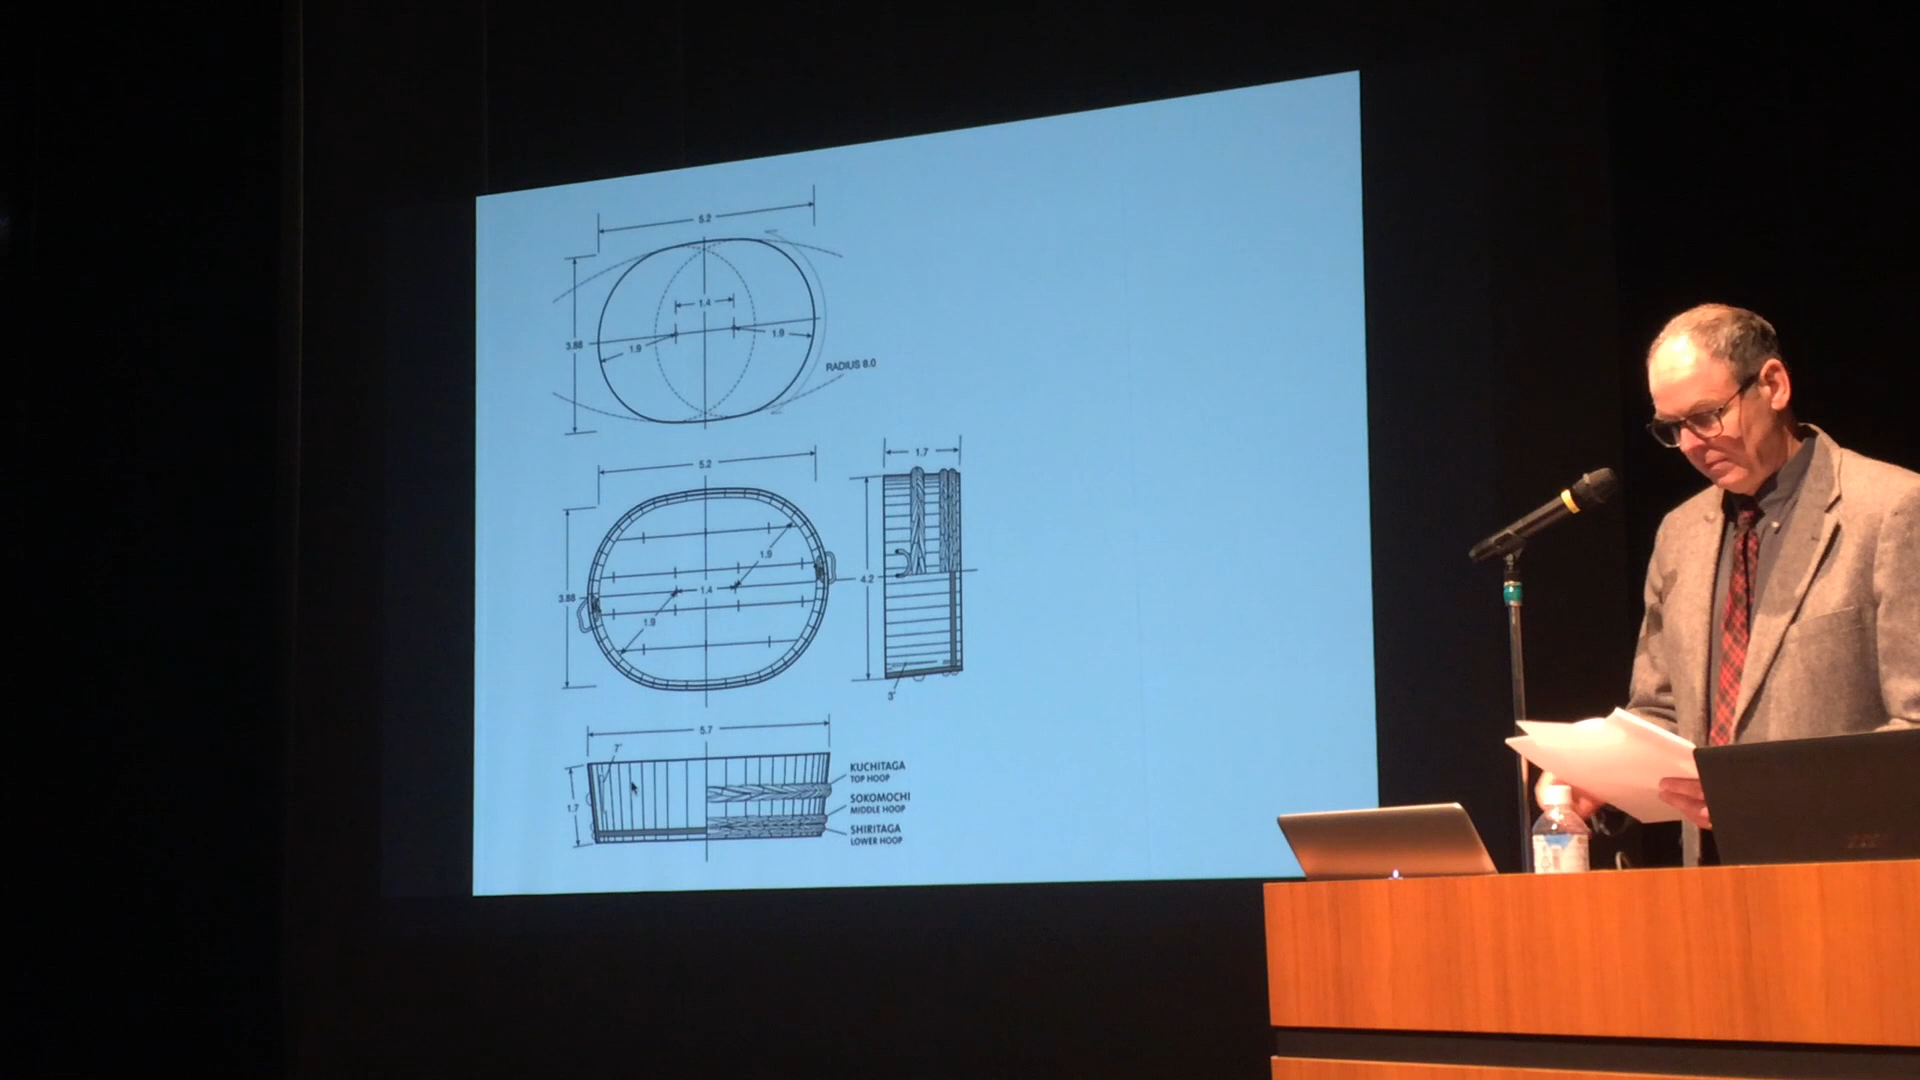 5.2
1.4
3.88
1.9
1.9
RADIUS 8.0
5.2
1.7
1.9
1.4
3.88
4.2
1.9
3°
5.7
7°
1.7
KUCHITAGA
TOP HOOP
SOKOMOCHI
MIDDLE HOOP
SHIRITAGA
LOWER HOOP